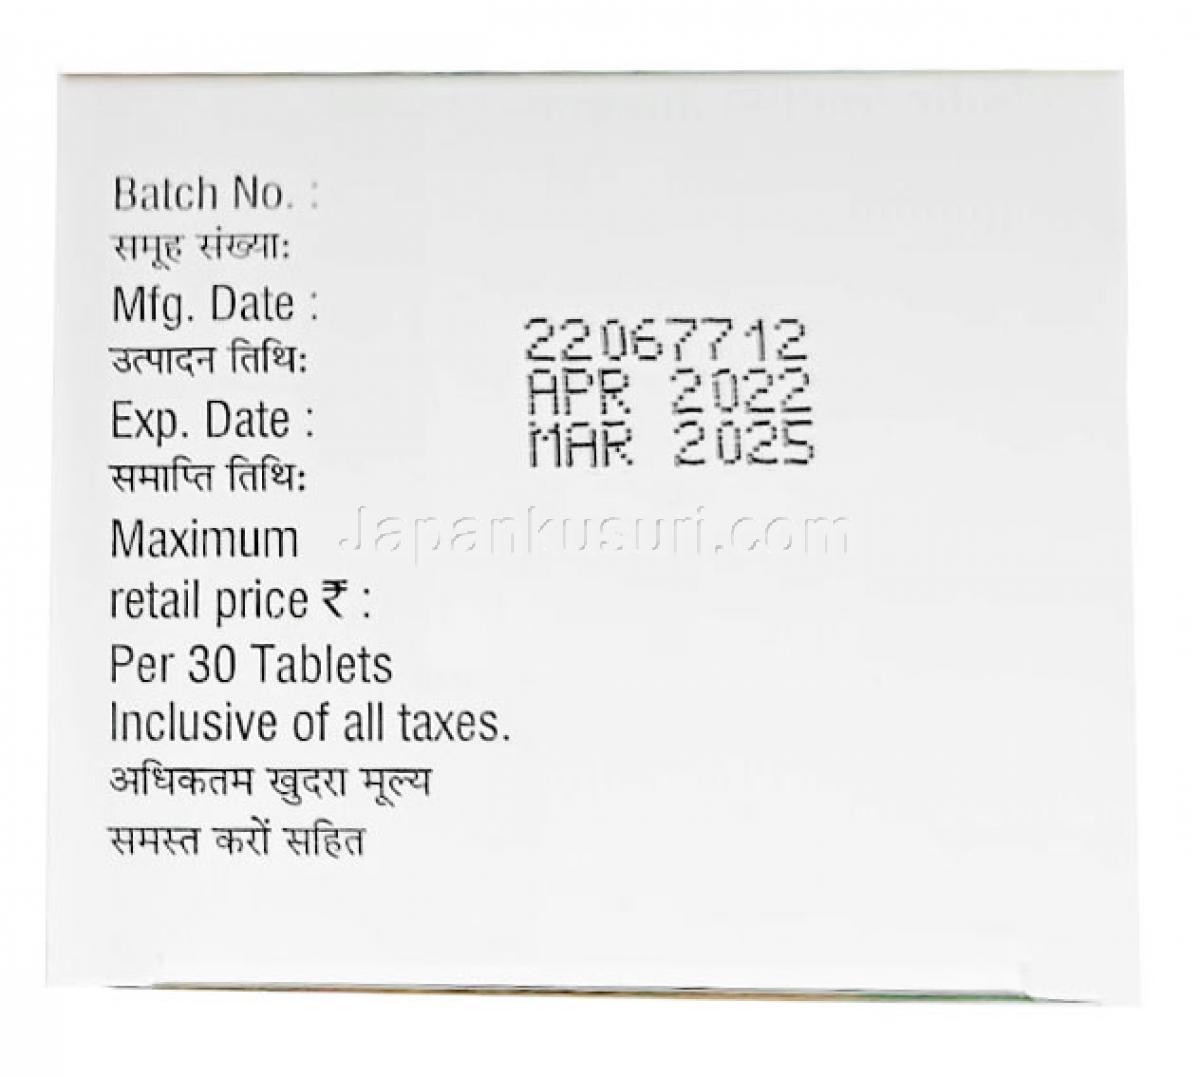 Batch No. :
समूह संख्याः
Mfg. Date :
उत्पादन तिथिः
Exp. Date :
समाप्ति तिथिः
22067712
APR 2022
MAR 2025
Japankusuri.com
Maximum
retail price ₹ :
Per 30 Tablets
Inclusive of all taxes.
अधिकतम खुदरा मूल्य
समस्त करों सहित